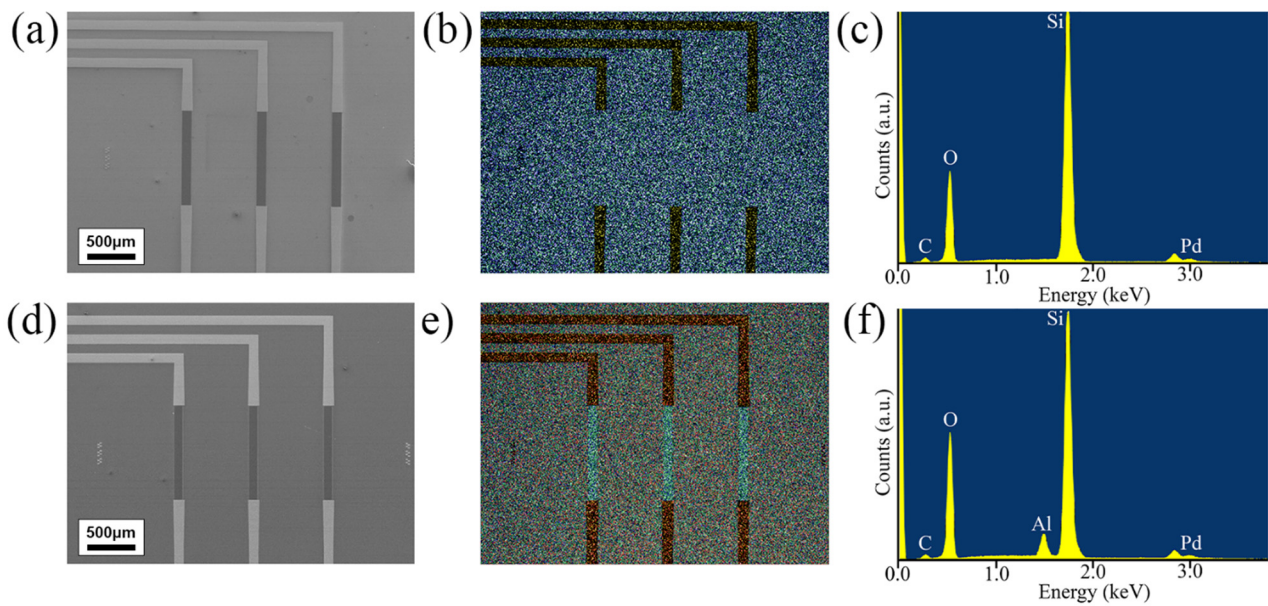 (a)
500μm
(b)
(c)
Counts (a.u.)
Si
O
C
Pd
0.0 1.0 2.0 3.0
Energy (keV)
(d)
500μm
e)
(f)
Counts (a.u.)
Si
O
Al
C
Pd
0.0 1.0 2.0 3.0
Energy (keV)